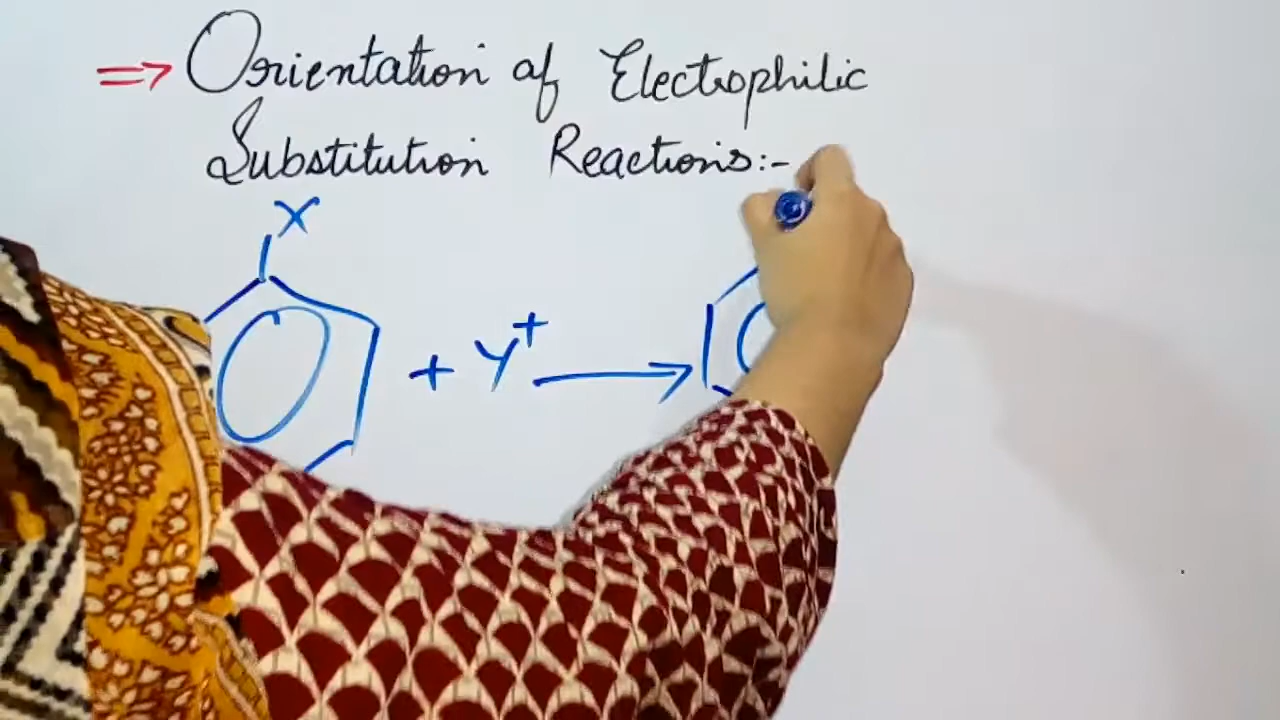 ⇒ Orientation of Electrophilic
Substitution Reactions:-
X
+ Y+ →